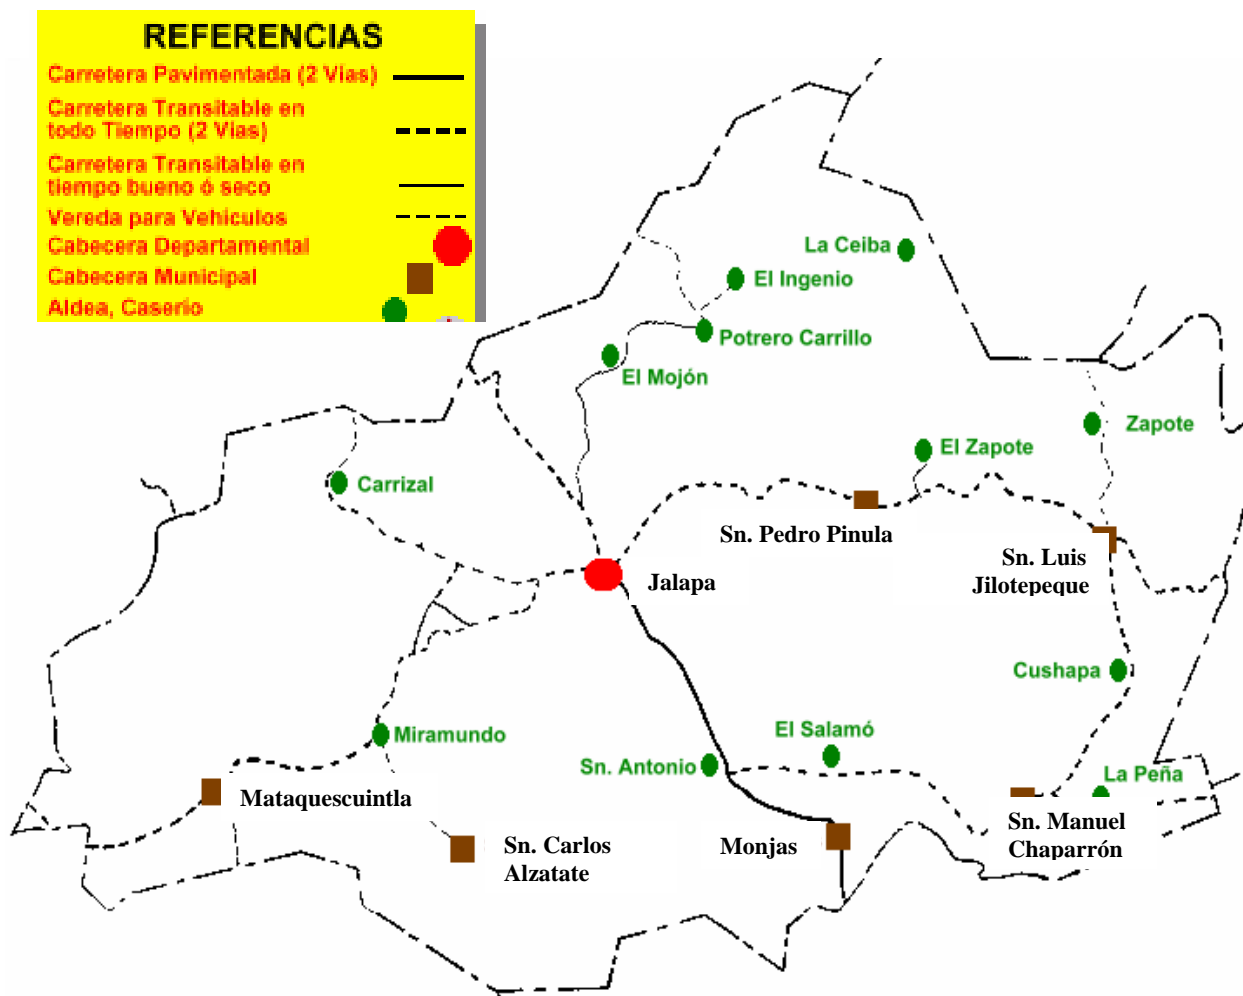 REFERENCIAS
Carretera Pavimentada (2 Vias)
Carretera Transitable en
todo Tiempo (2 Vias)
Carretera Transitable en
tiempo bueno ó seco
Vereda para Vehículos
Cabecera Departamental
Cabecera Municipal
Aldea, Caserío
La Ceiba
El Ingenio
Potrero Carrillo
El Mojón
Zapote
El Zapote
Carrizal
Sn. Pedro Pinula
Sn. Luis
Jilotepeque
Jalapa
Cushapa
Miramundo
El Salamó
Sn. Antonio
La Peña
Mataquescuintla
Sn. Manuel
Chaparrón
Sn. Carlos
Alzatate
Monjas